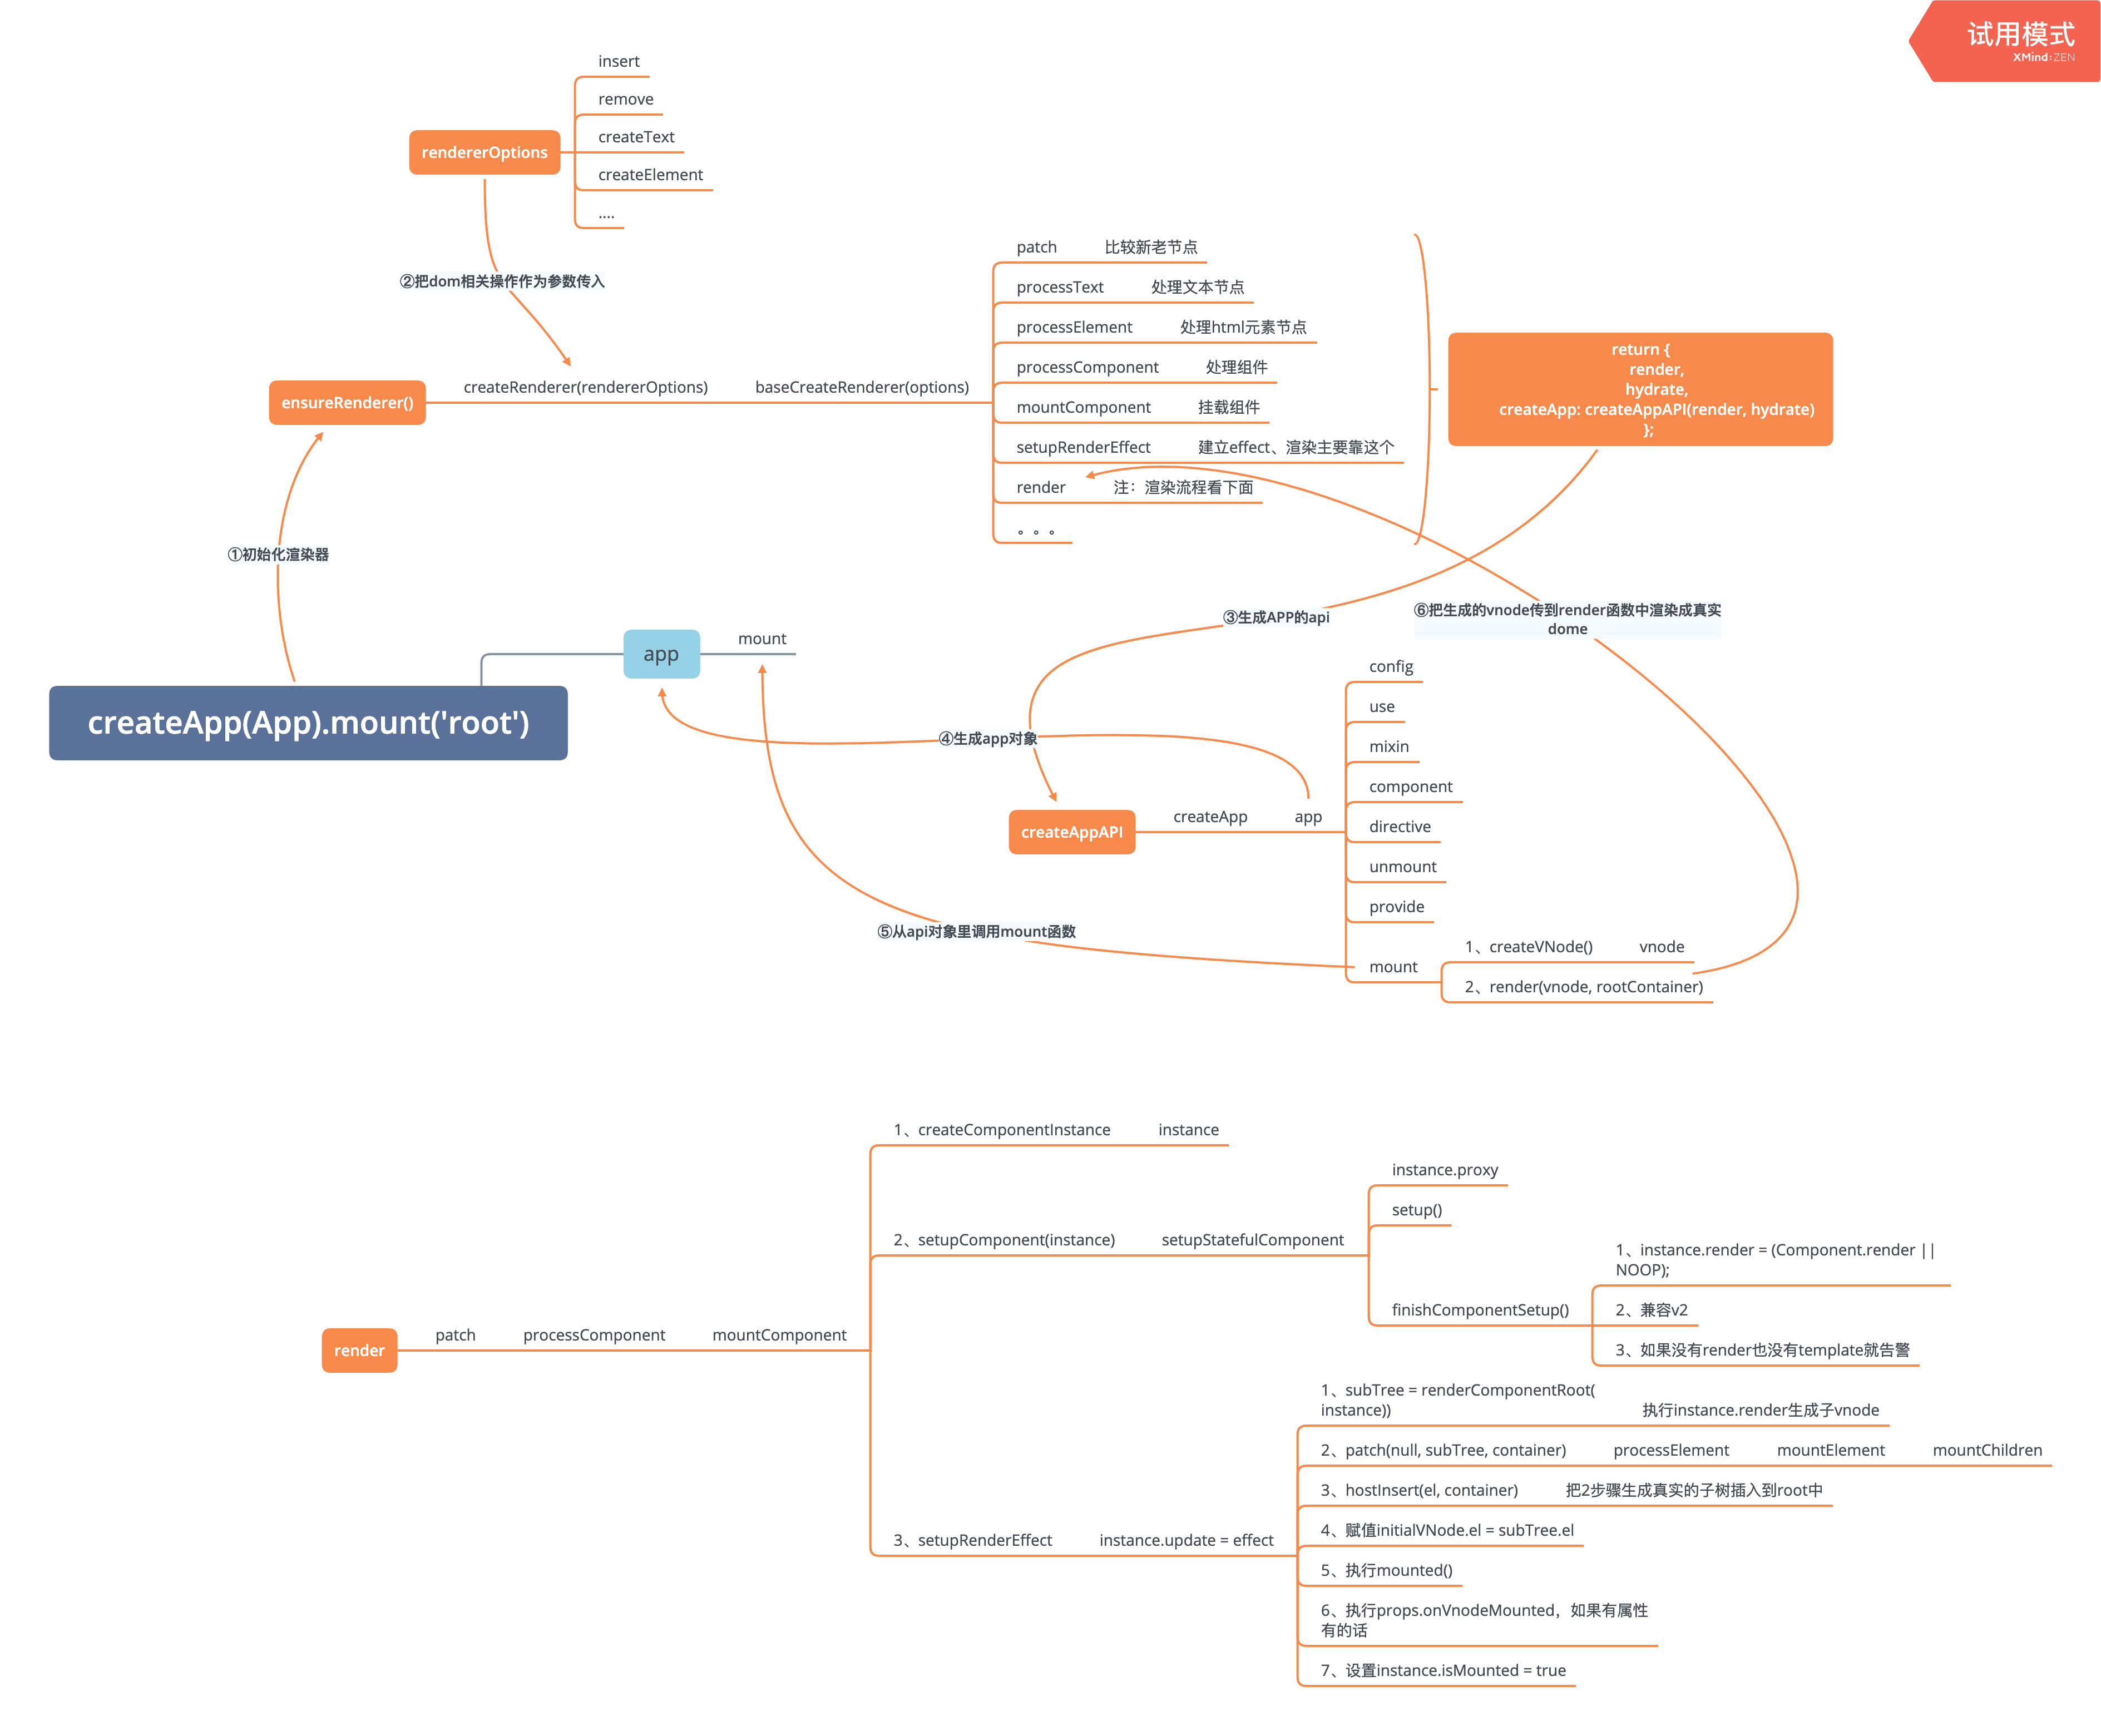 试用模式
XMind:ZEN
insert
remove
createText
createElement
....
rendererOptions
②把dom相关操作作为参数传入
ensureRenderer()
createRenderer(rendererOptions)
baseCreateRenderer(options)
patch 比较新老节点
processText 处理文本节点
processElement 处理html元素节点
processComponent 处理组件
mountComponent 挂载组件
setupRenderEffect 建立effect、渲染主要靠这个
render 注：渲染流程看下面
。。。
return {
render,
hydrate,
createApp: createAppAPI(render, hydrate)
};
①初始化渲染器
③生成APP的api
⑥把生成的vnode传到render函数中渲染成真实
dome
app
mount
createApp(App).mount('root')
④生成app对象
createAppAPI
createApp
app
config
use
mixin
component
directive
unmount
provide
mount
1、createVNode() vnode
2、render(vnode, rootContainer)
⑤从api对象里调用mount函数
render
patch
processComponent
mountComponent
1、createComponentInstance instance
2、setupComponent(instance) setupStatefulComponent
instance.proxy
setup()
finishComponentSetup()
1、instance.render = (Component.render ||
NOOP);
2、兼容v2
3、如果没有render也没有template就告警
3、setupRenderEffect instance.update = effect
1、subTree = renderComponentRoot(
instance)) 执行instance.render生成子vnode
2、patch(null, subTree, container) processElement mountElement mountChildren
3、hostInsert(el, container) 把2步骤生成真实的子树插入到root中
4、赋值initialVNode.el = subTree.el
5、执行mounted()
6、执行props.onVnodeMounted，如果有属性
有的话
7、设置instance.isMounted = true